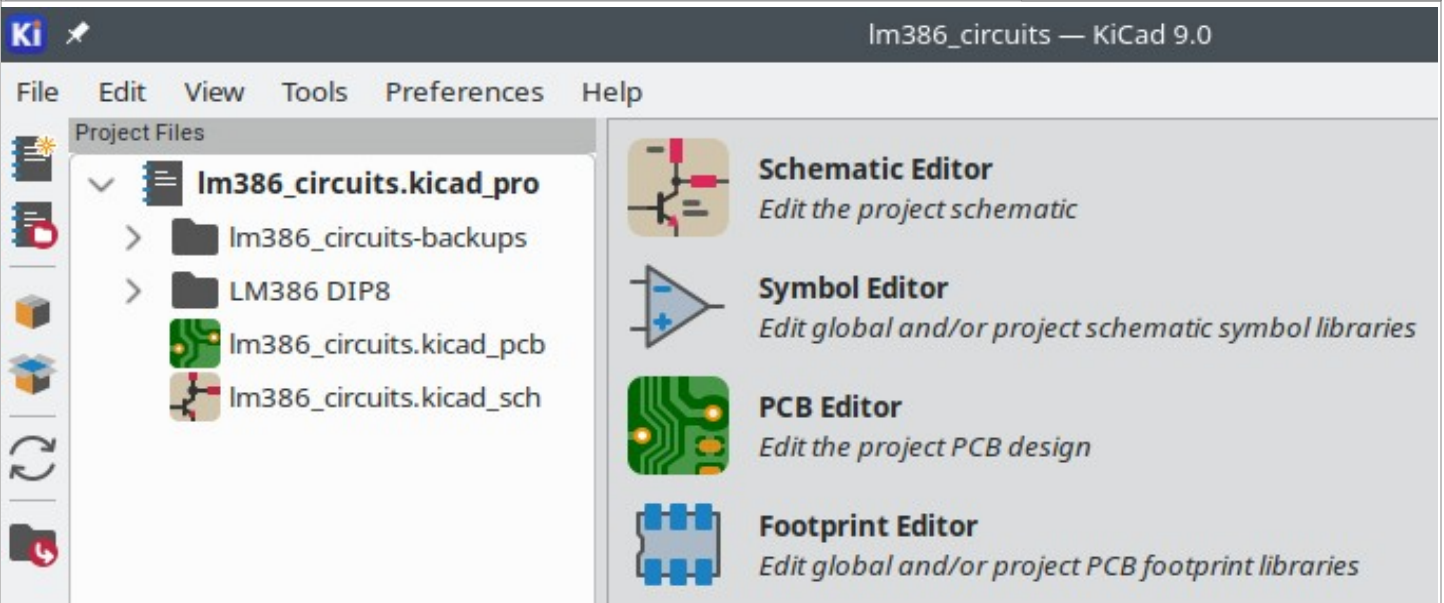 Ki
lm386_circuits — KiCad 9.0
File Edit View Tools Preferences Help
Project Files
lm386_circuits.kicad_pro
lm386_circuits-backups
LM386 DIP8
lm386_circuits.kicad_pcb
lm386_circuits.kicad_sch
Schematic Editor
Edit the project schematic
Symbol Editor
Edit global and/or project schematic symbol libraries
PCB Editor
Edit the project PCB design
Footprint Editor
Edit global and/or project PCB footprint libraries